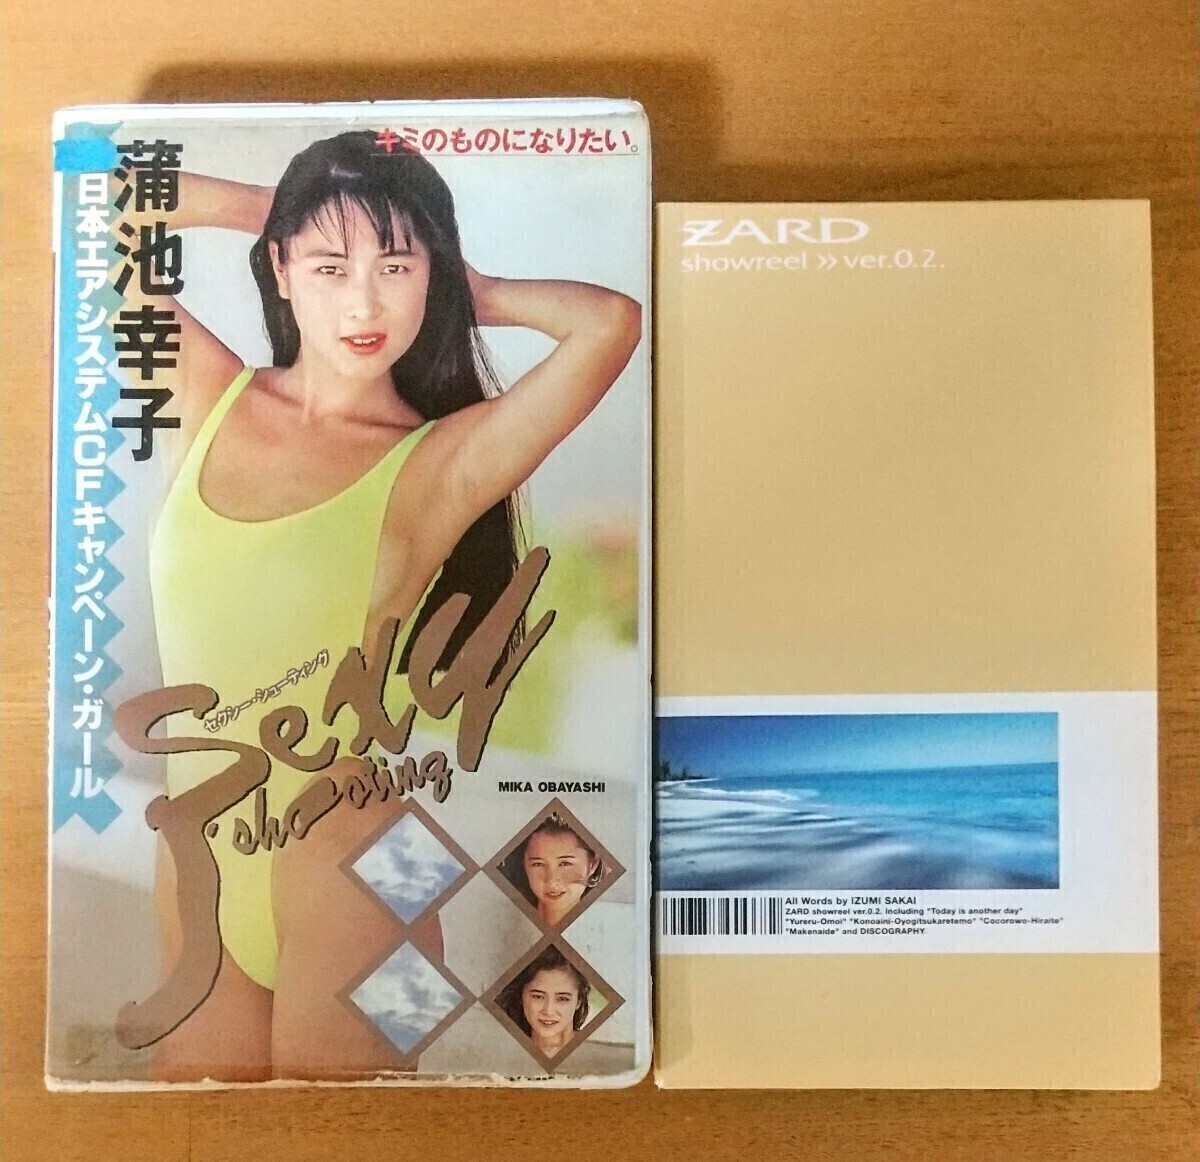 キミのものになりたい。
蒲池幸子
日本エアシステムCFキャンペーン・ガール
セクシー・シューティング
Sexy
shooting
MIKA OBAYASHI
ZARD
showreel » ver.0.2.
All Words by IZUMI SAKAI
ZARD showreel ver.0.2. Including "Today is another day"
"Yureru-Omoi" "Konoaini-Oyogitsukaretemo" "Cocorowo-Hiraite"
"Makenaide" and DISCOGRAPHY.